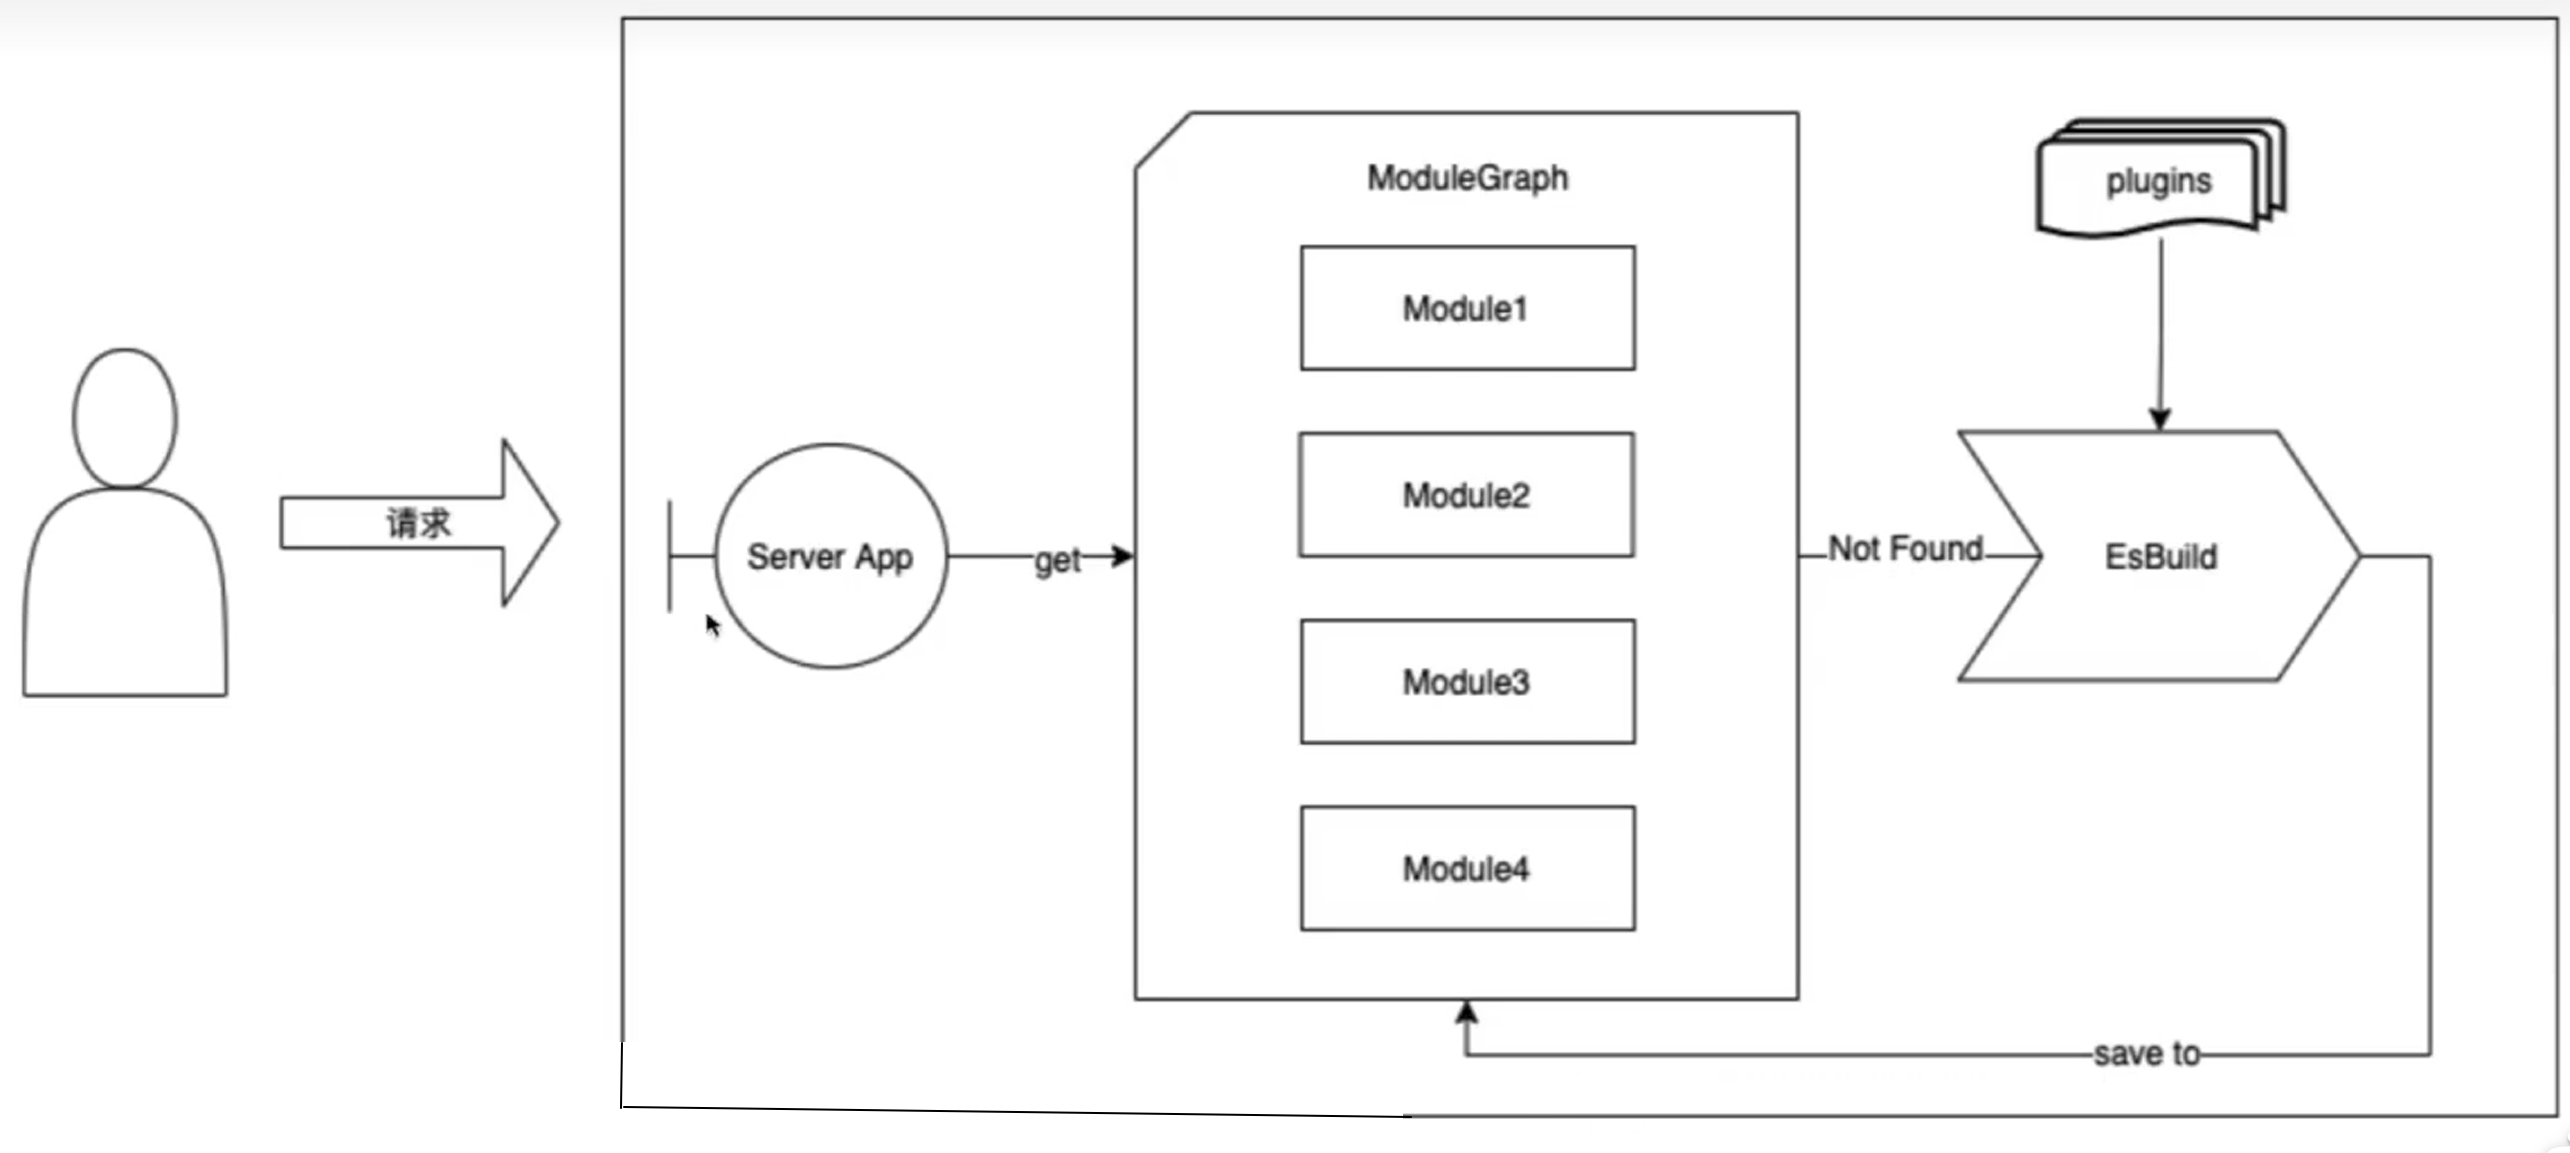 请求
Server App
get
ModuleGraph
Module1
Module2
Module3
Module4
Not Found
plugins
EsBuild
save to